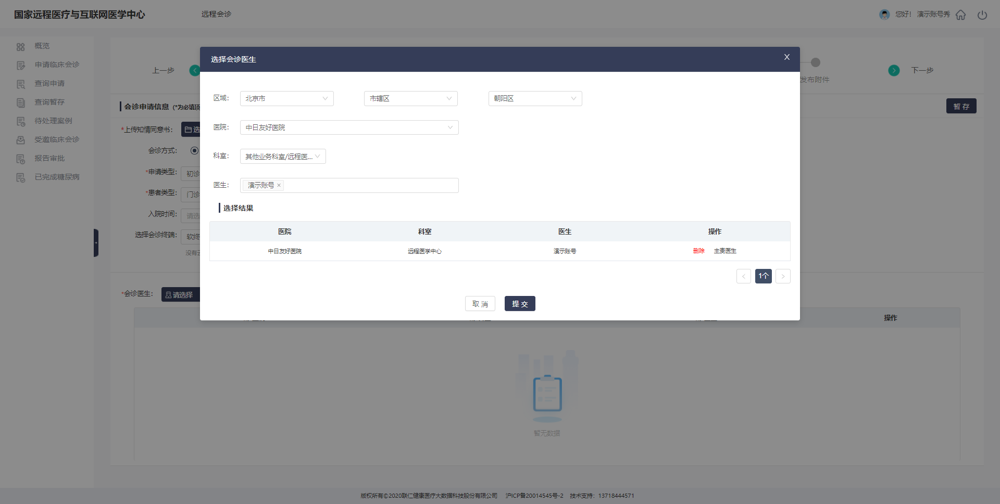 国家远程医疗与互联网医学中心
远程会诊
您好! 演示账号秀
概览
申请临床会诊
查询申请
查询暂存
待处理案例
受邀临床会诊
报告审批
已完成糖尿病
上一步
发布附件
下一步
会诊申请信息 (*为必填项
暂 存
*上传知情同意书:
选
会诊方式:
*申请类型: 初诊
*患者类型: 门诊
入院时间: 请选
选择会诊终端: 软终
没有云
*会诊医生: 请选择
选择会诊医生
X
区域: 北京市 市辖区 朝阳区
医院: 中日友好医院
科室: 其他业务科室/远程医...
医生: 演示账号 ×
选择结果
医院 科室 医生 操作
中日友好医院 远程医学中心 演示账号 删除 主责医生
< 1个 >
取 消 提 交
操作
暂无数据
版权所有©2020联仁健康医疗大数据科技股份有限公司 沪ICP备20014545号-2 技术支持: 13718444571